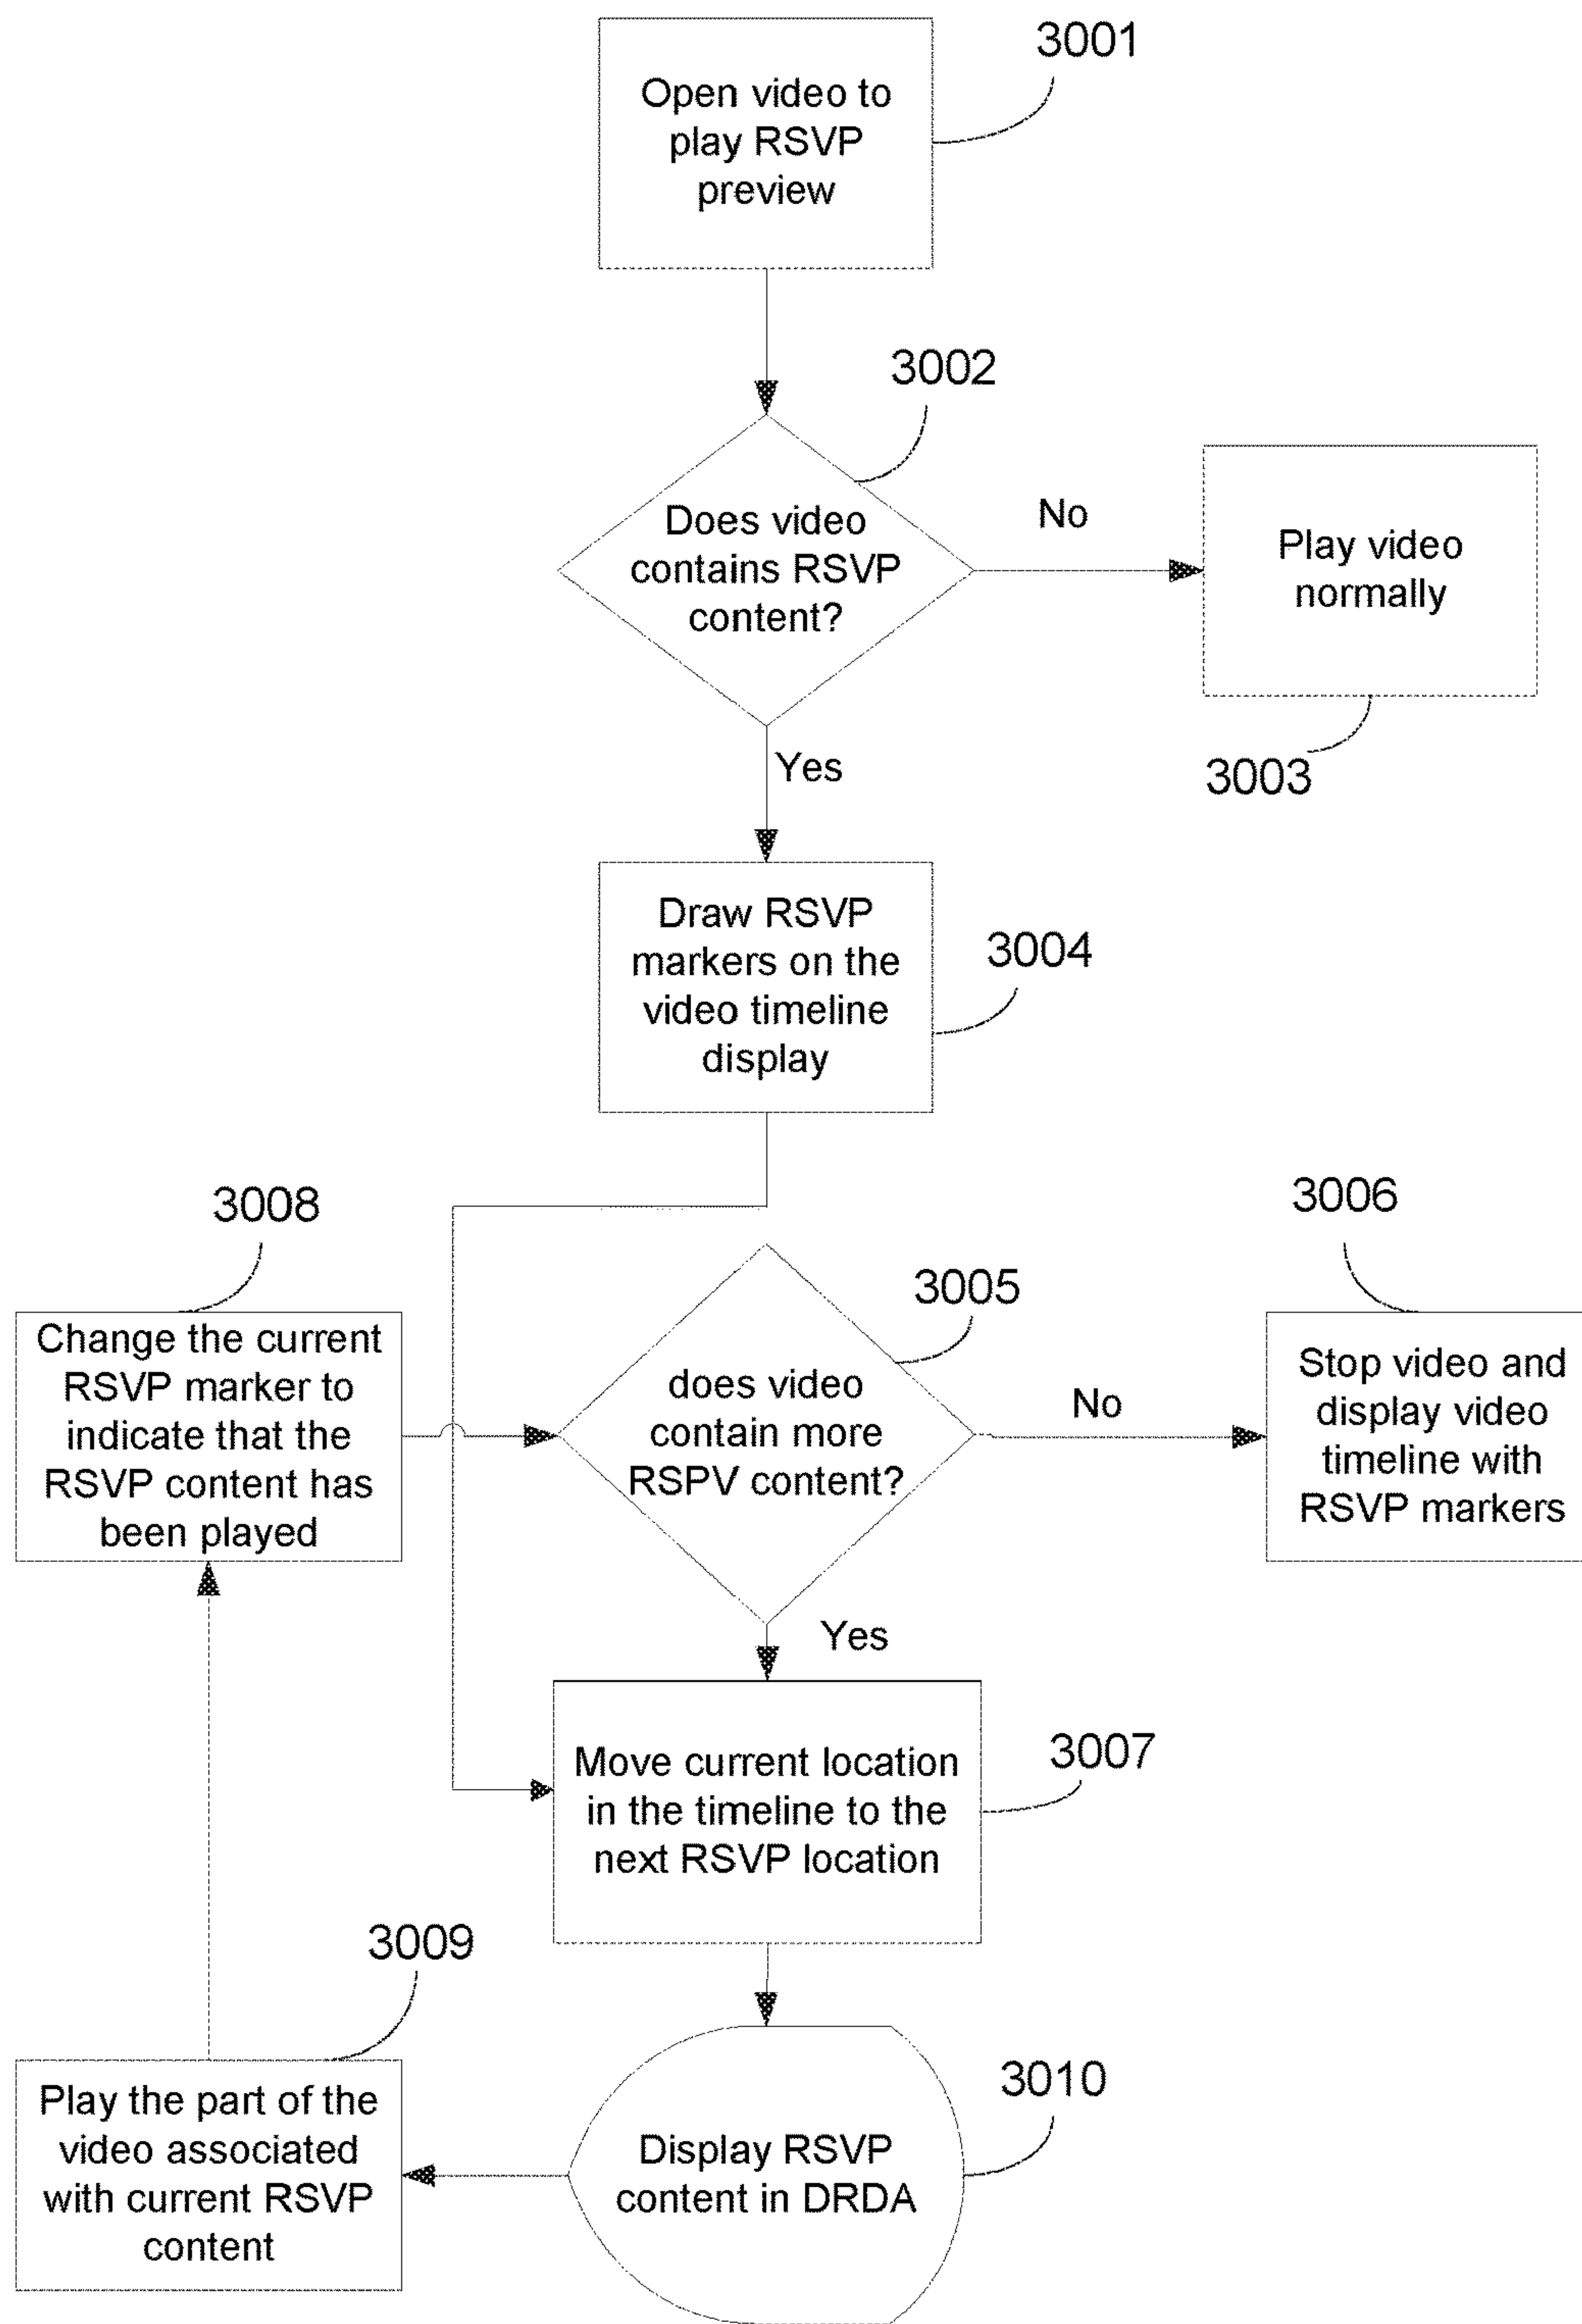 3001
Open video to
play RSVP
preview
3002
Does video
contains RSVP
content?
No
Play video
normally
3003
Yes
Draw RSVP
markers on the
video timeline
display
3004
3008
Change the current
RSVP marker to
indicate that the
RSVP content has
been played
3005
does video
contain more
RSPV content?
No
3006
Stop video and
display video
timeline with
RSVP markers
Yes
Move current location
in the timeline to the
next RSVP location
3007
3009
Play the part of the
video associated
with current RSVP
content
3010
Display RSVP
content in DRDA